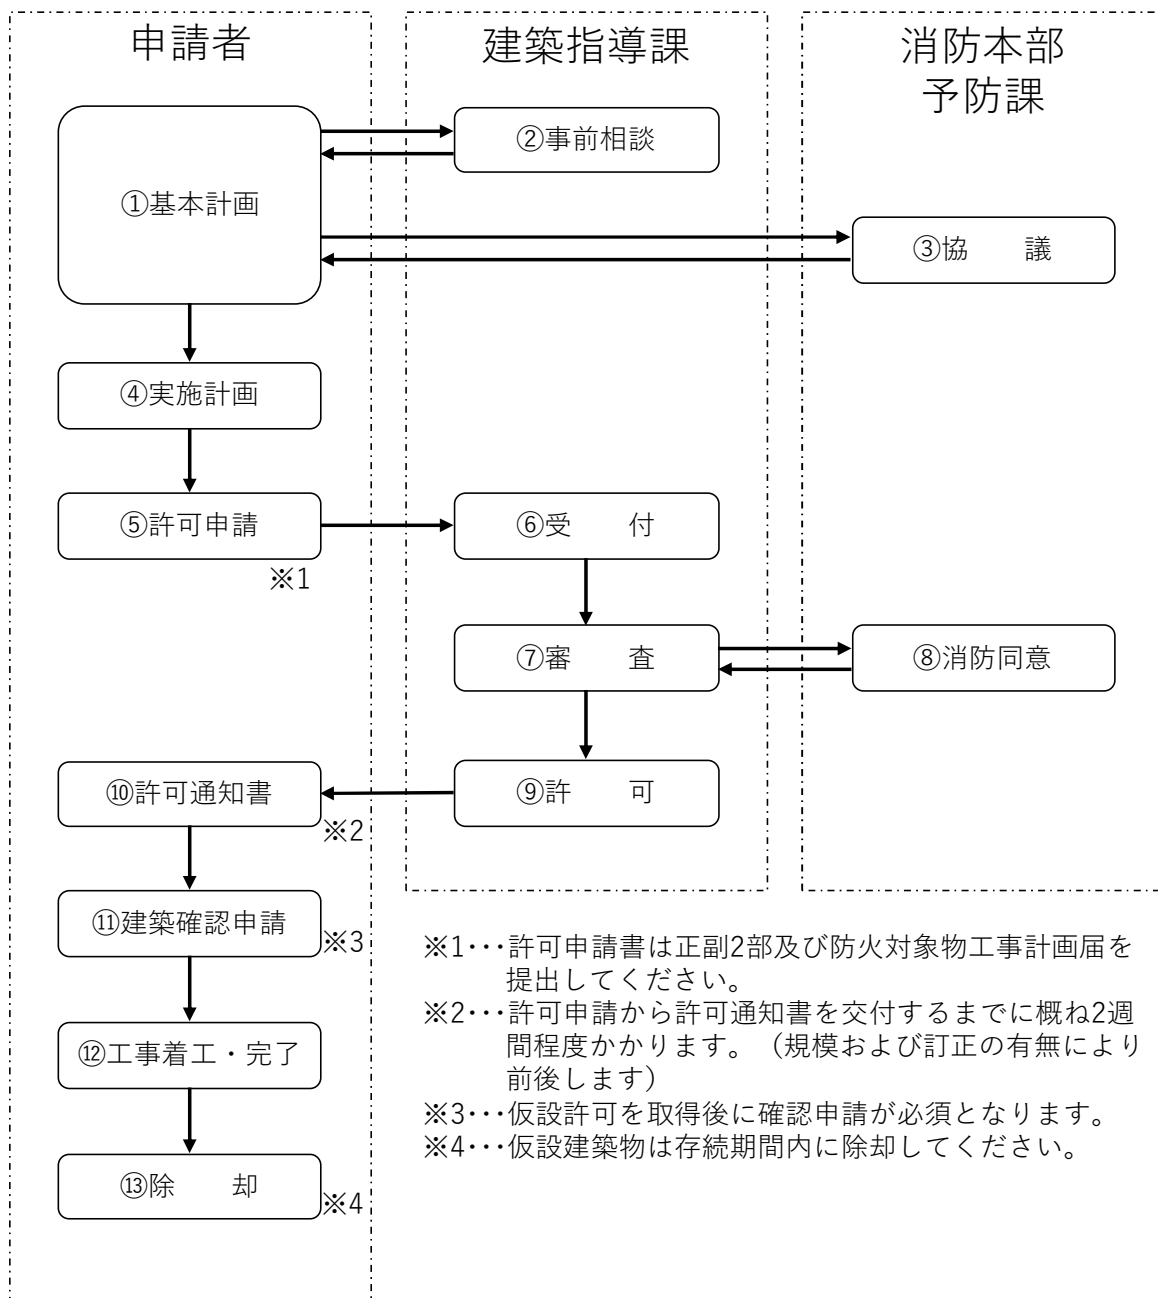 申請者
建築指導課
消防本部
予防課
①基本計画
②事前相談
③協　　議
④実施計画
⑤許可申請
※1
⑥受　　付
⑦審　　査
⑧消防同意
⑨許　　可
⑩許可通知書
※2
⑪建築確認申請
※3
⑫工事着工・完了
⑬除　　却
※4
※1･･･許可申請書は正副2部及び防火対象物工事計画届を
提出してください。
※2･･･許可申請から許可通知書を交付するまでに概ね2週
間程度かかります。（規模および訂正の有無により
前後します）
※3･･･仮設許可を取得後に確認申請が必須となります。
※4･･･仮設建築物は存続期間内に除却してください。